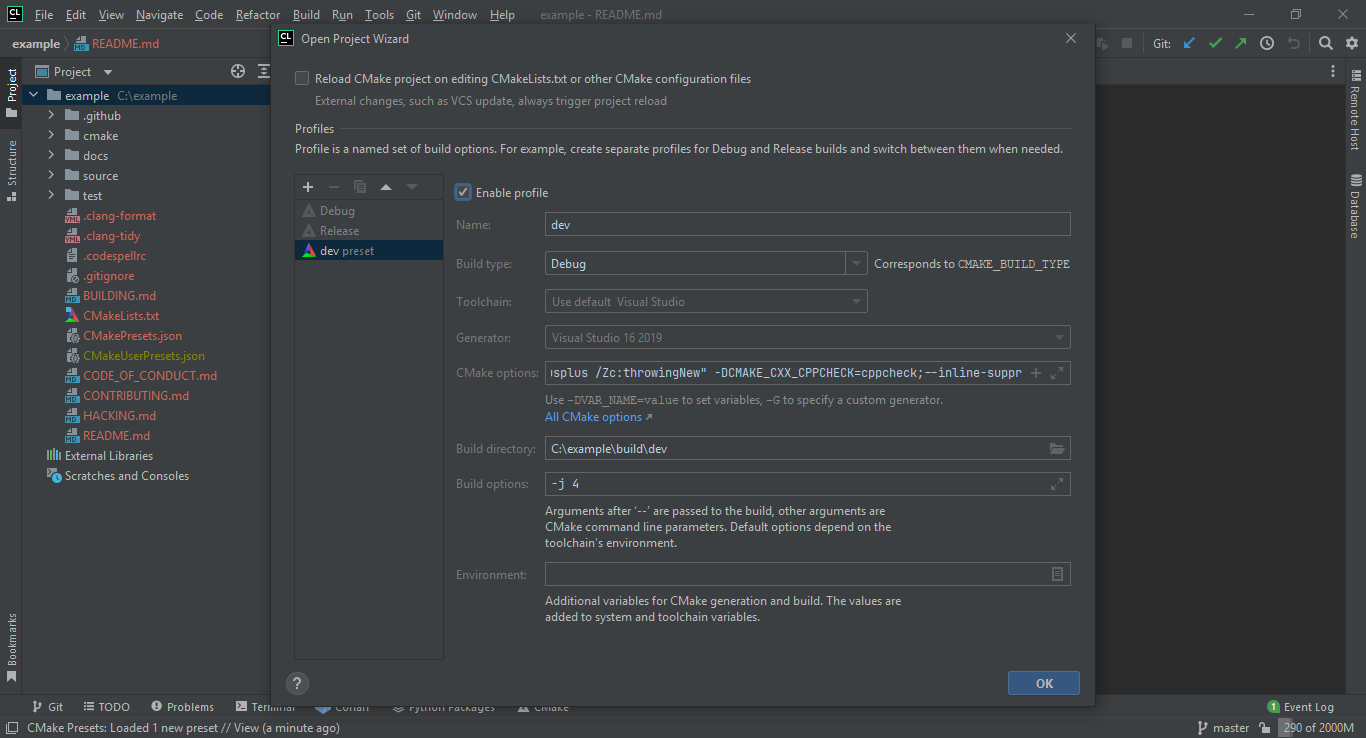 CL File Edit View Navigate Code Refactor Build Run Tools Git Window Help example - README.md
example README.md Git:
CL Open Project Wizard
Project
Structure
Bookmarks
Project
example C:\example
.github
cmake
docs
source
test
.clang-format
.clang-tidy
.codespellrc
.gitignore
BUILDING.md
CMakeLists.txt
CMakePresets.json
CMakeUserPresets.json
CODE_OF_CONDUCT.md
CONTRIBUTING.md
HACKING.md
README.md
External Libraries
Scratches and Consoles
Reload CMake project on editing CMakeLists.txt or other CMake configuration files
External changes, such as VCS update, always trigger project reload
Profiles
Profile is a named set of build options. For example, create separate profiles for Debug and Release builds and switch between them when needed.
Debug
Release
dev preset
Enable profile
Name: dev
Build type: Debug Corresponds to CMAKE_BUILD_TYPE
Toolchain: Use default Visual Studio
Generator: Visual Studio 16 2019
CMake options: usplus /Zc:throwingNew" -DCMAKE_CXX_CPPCHECK=cppcheck;--inline-suppr
Use -DVAR_NAME=value to set variables, -G to specify a custom generator.
All CMake options ↗
Build directory: C:\example\build\dev
Build options: -j 4
Arguments after '--' are passed to the build, other arguments are
CMake command line parameters. Default options depend on the
toolchain's environment.
Environment:
Additional variables for CMake generation and build. The values are
added to system and toolchain variables.
? OK
Remote Host
Database
Git TODO Problems Terminal Conan Python Packages CMake 1 Event Log
CMake Presets: Loaded 1 new preset // View (a minute ago) master 290 of 2000M